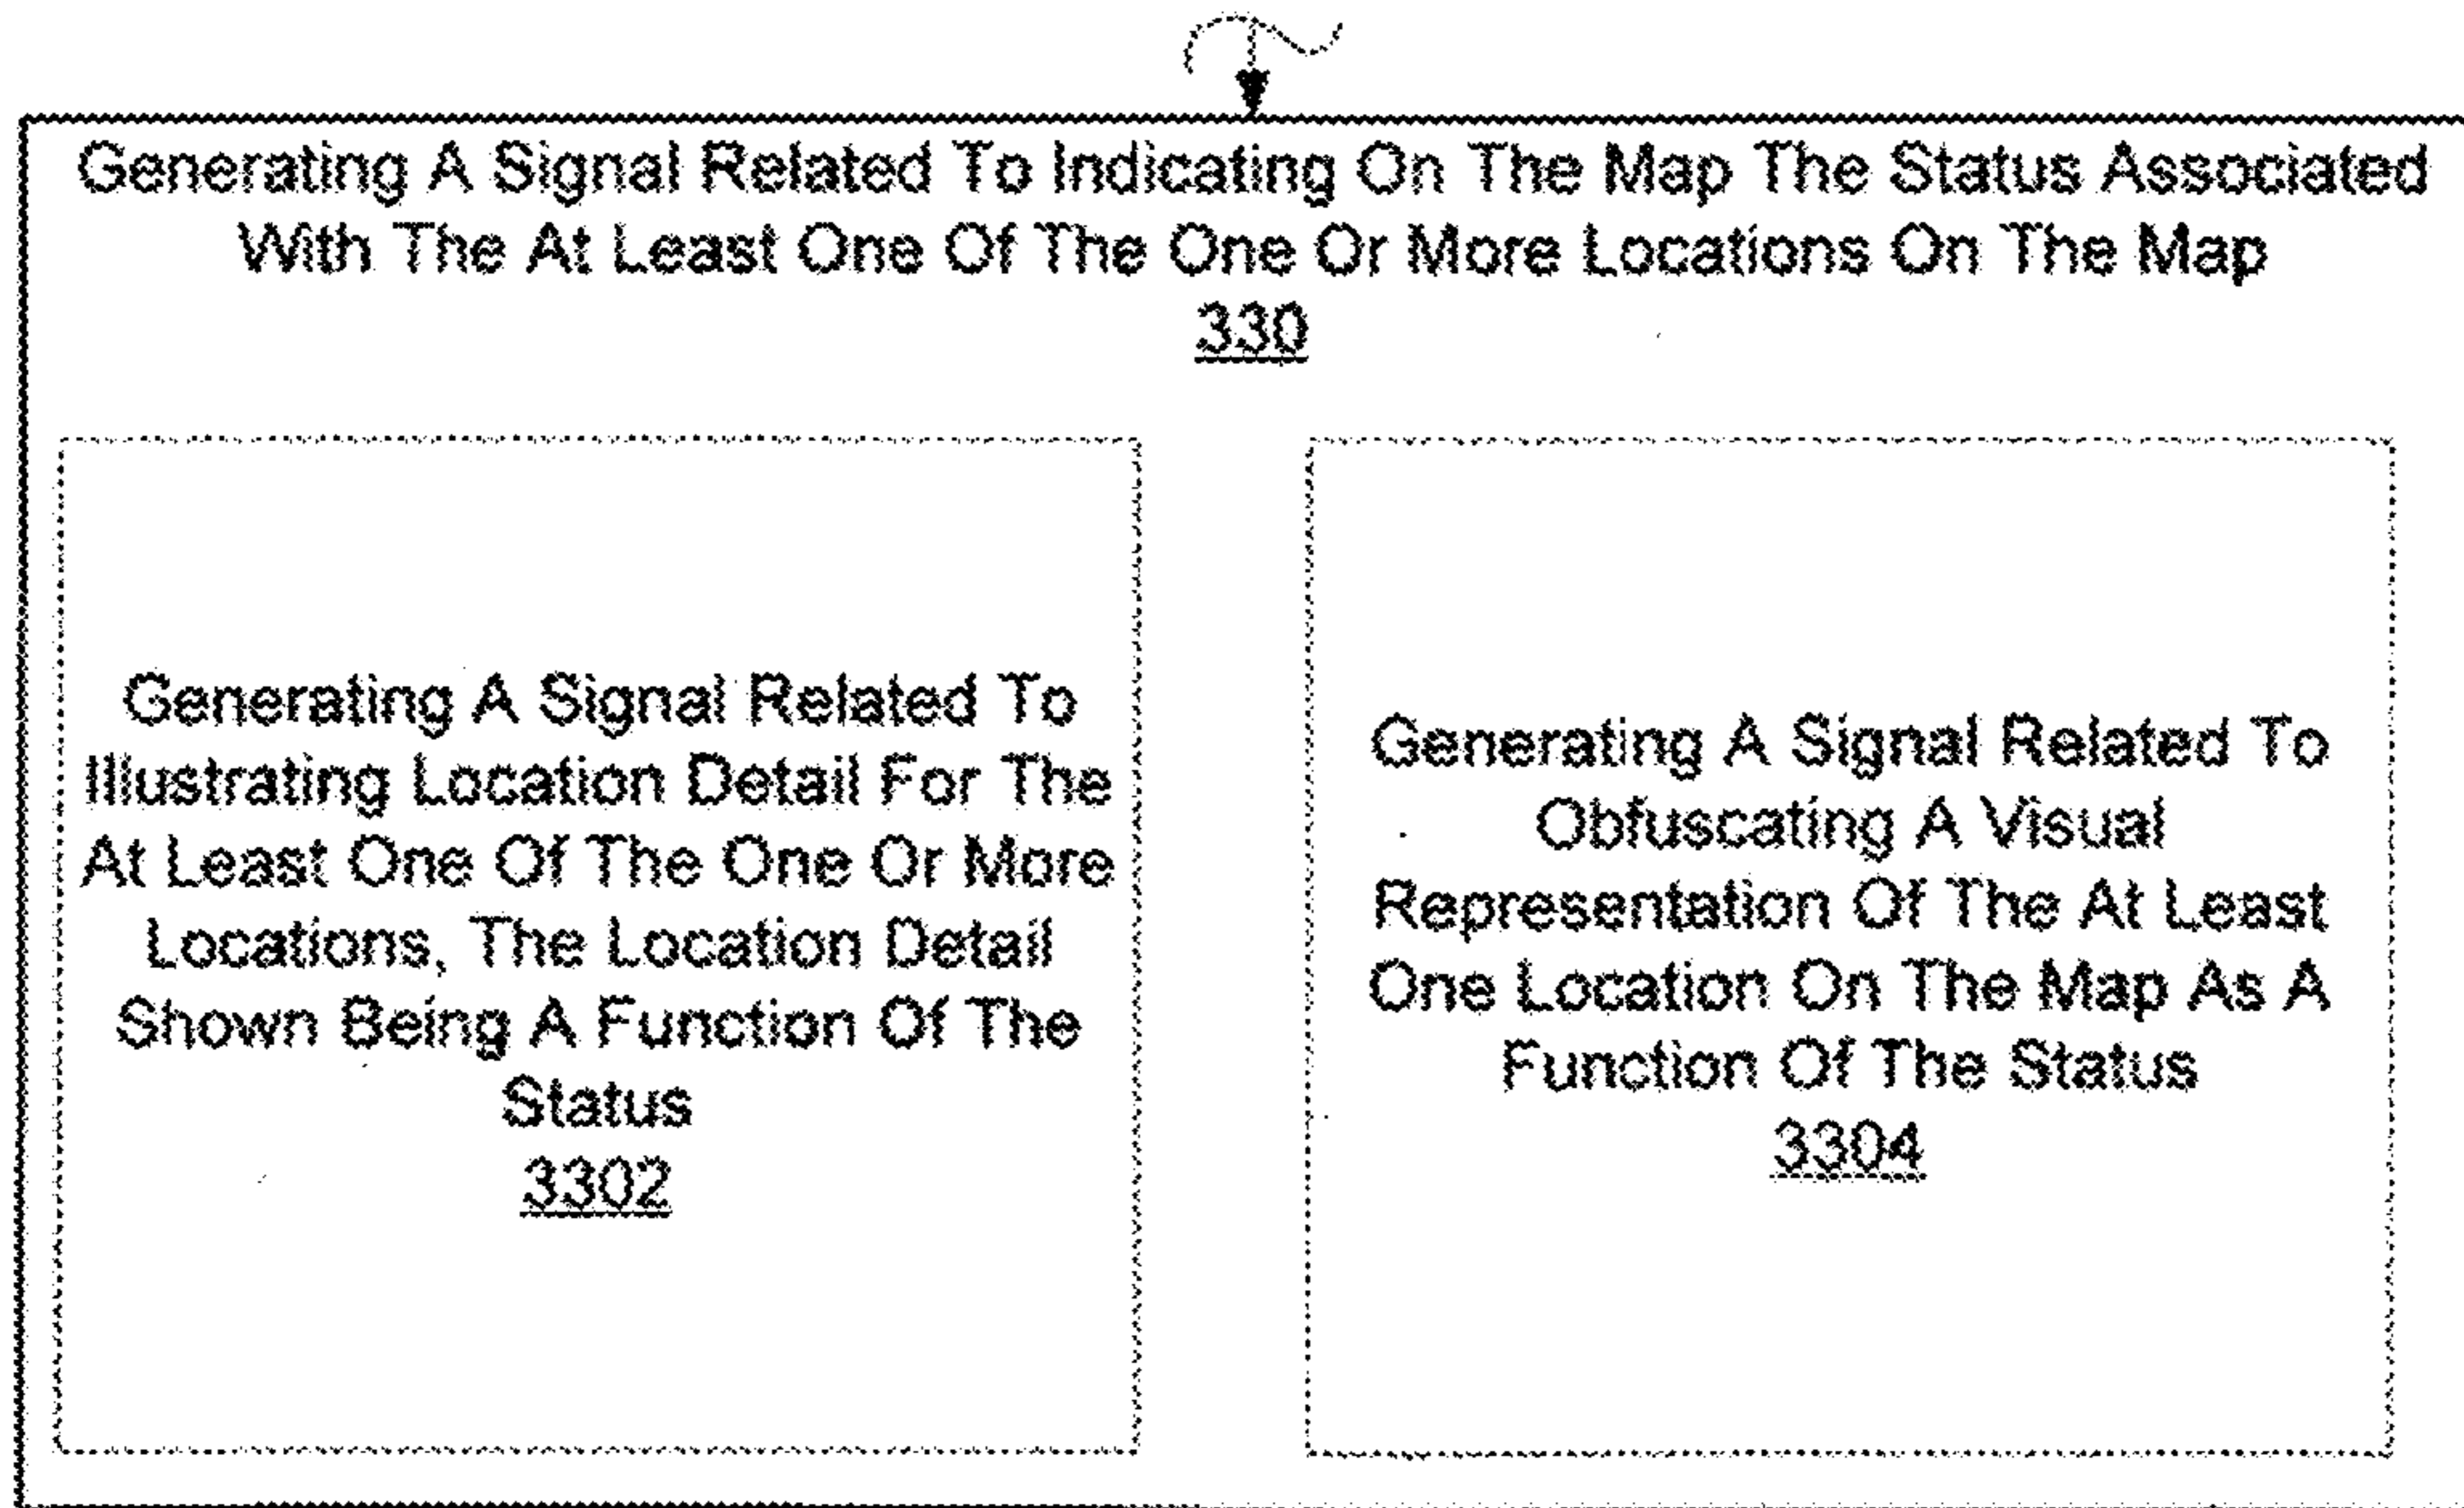 Generating A Signal Related To Indicating On The Map The Status Associated
With The At Least One Of The One Or More Locations On The Map
330
Generating A Signal Related To
Illustrating Location Detail For The
At Least One Of The One Or More
Locations, The Location Detail
Shown Being A Function Of The
Status
3302
Generating A Signal Related To
Obfuscating A Visual
Representation Of The At Least
One Location On The Map As A
Function Of The Status
3304